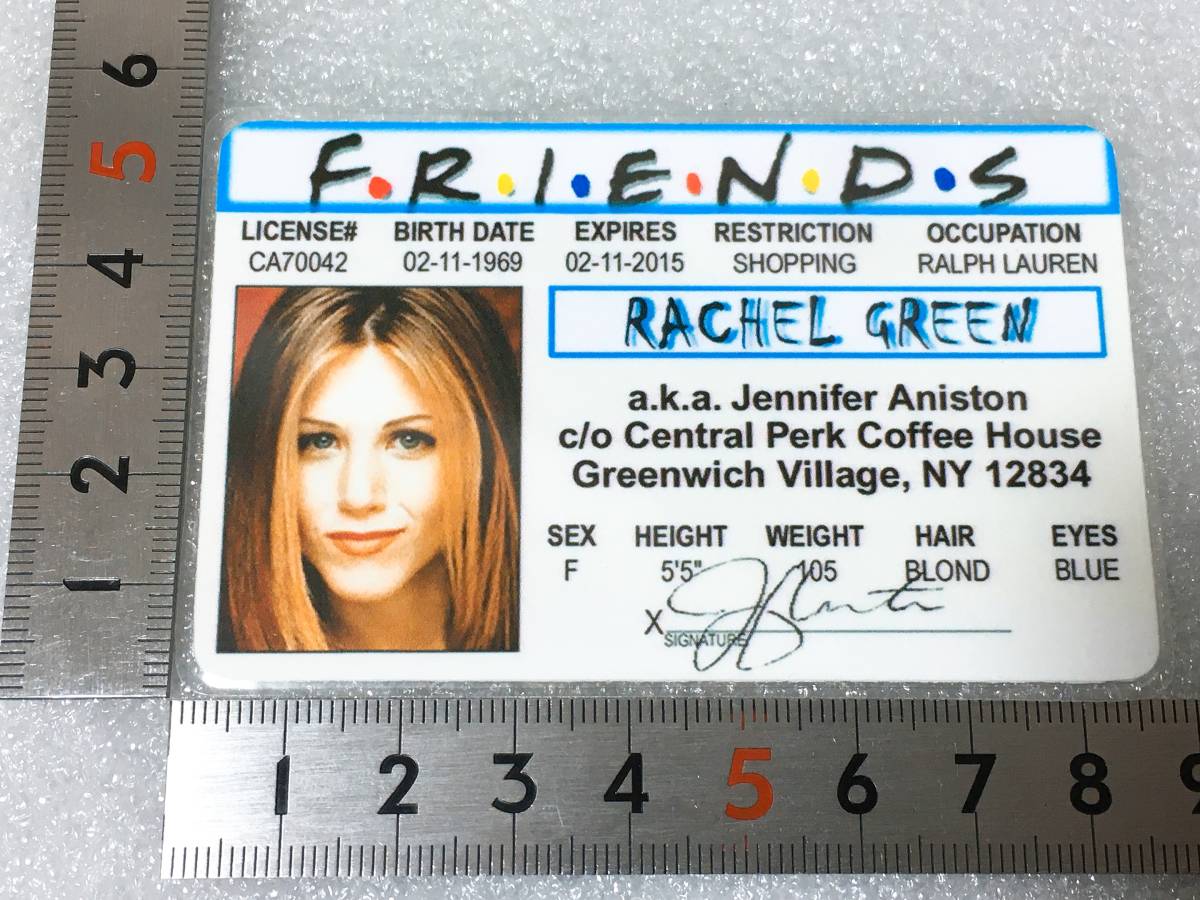 F.R.I.E.N.D.S
LICENSE# BIRTH DATE EXPIRES RESTRICTION OCCUPATION
CA70042 02-11-1969 02-11-2015 SHOPPING RALPH LAUREN
RACHEL GREEN
a.k.a. Jennifer Aniston
c/o Central Perk Coffee House
Greenwich Village, NY 12834
SEX HEIGHT WEIGHT HAIR EYES
F 5'5" 105 BLOND BLUE
X
SIGNATURE
6
5
4
3
2
1
1 2 3 4 5 6 7 8 9